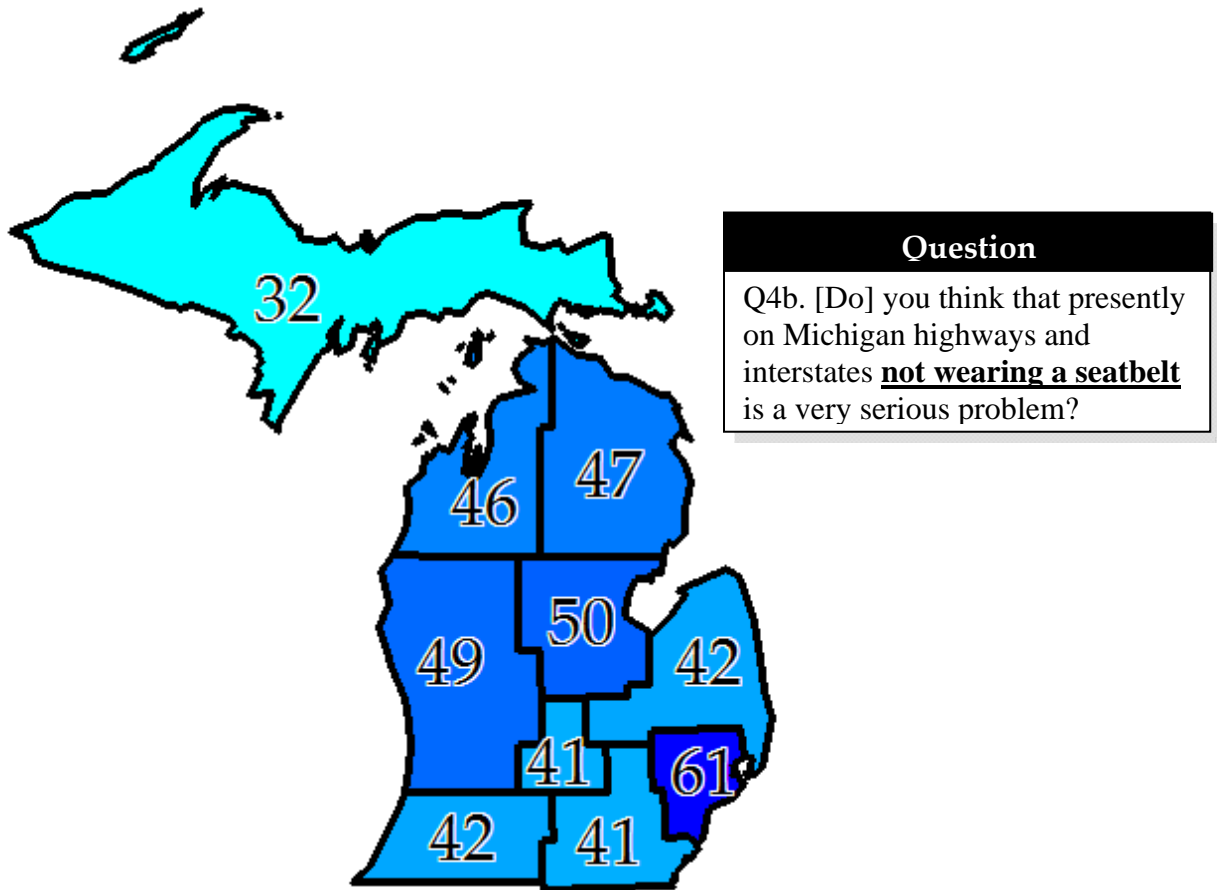 Question
Q4b. [Do] you think that presently
on Michigan highways and
interstates not wearing a seatbelt
is a very serious problem?
32
46
47
49
50
42
41
61
42
41